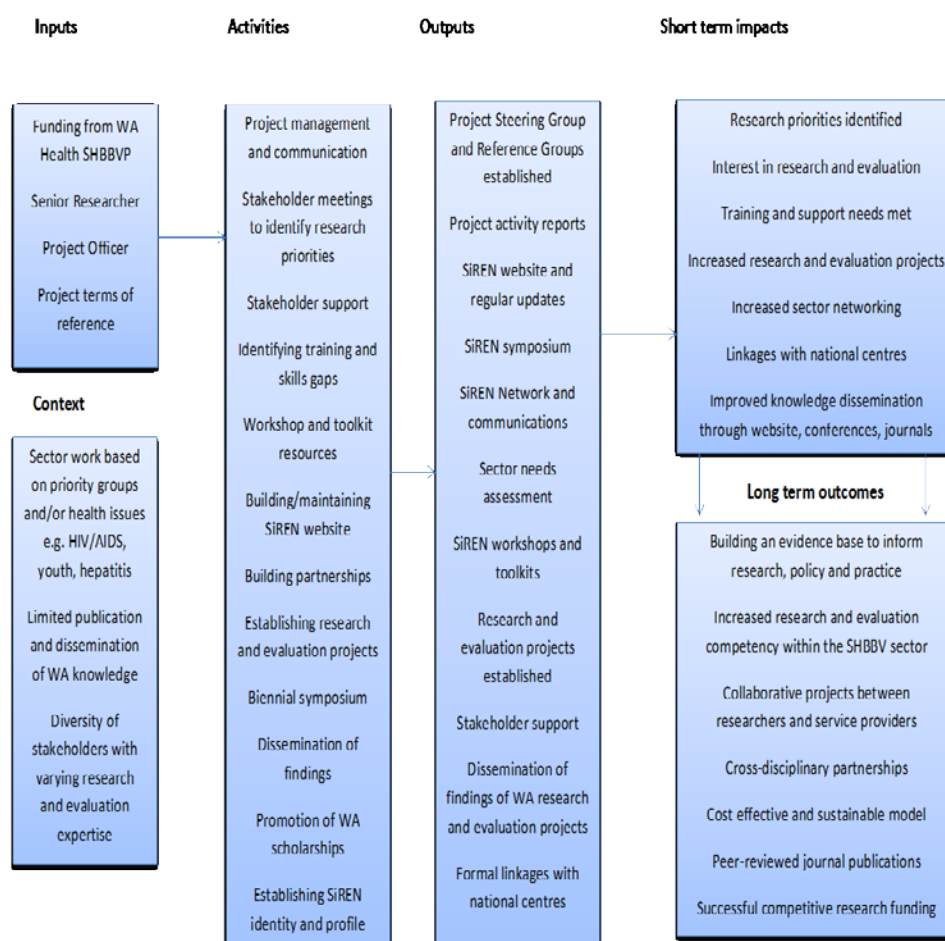 Inputs
Funding from WA
Health SHBBVP
Senior Researcher
Project Officer
Project terms of
reference
Context
Sector work based
on priority groups
and/or health issues
e.g. HIV/AIDS,
youth, hepatitis
Limited publication
and dissemination
of WA knowledge
Diversity of
stakeholders with
varying research
and evaluation
expertise
Activities
Project management
and communication
Stakeholder meetings
to identify research
priorities
Stakeholder support
Identifying training and
skills gaps
Workshop and toolkit
resources
Building/maintaining
SiREN website
Building partnerships
Establishing research
and evaluation projects
Biennial symposium
Dissemination of
findings
Promotion of WA
scholarships
Establishing SiREN
identity and profile
Outputs
Project Steering Group
and Reference Groups
established
Project activity reports
SiREN website and
regular updates
SiREN symposium
SiREN Network and
communications
Sector needs
assessment
SiREN workshops and
toolkits
Research and
evaluation projects
established
Stakeholder support
Dissemination of
findings of WA research
and evaluation projects
Formal linkages with
national centres
Short term impacts
Research priorities identified
Interest in research and evaluation
Training and support needs met
Increased research and evaluation projects
Increased sector networking
Linkages with national centres
Improved knowledge dissemination
through website, conferences, journals
Long term outcomes
Building an evidence base to inform
research, policy and practice
Increased research and evaluation
competency within the SHBBV sector
Collaborative projects between
researchers and service providers
Cross-disciplinary partnerships
Cost effective and sustainable model
Peer-reviewed journal publications
Successful competitive research funding